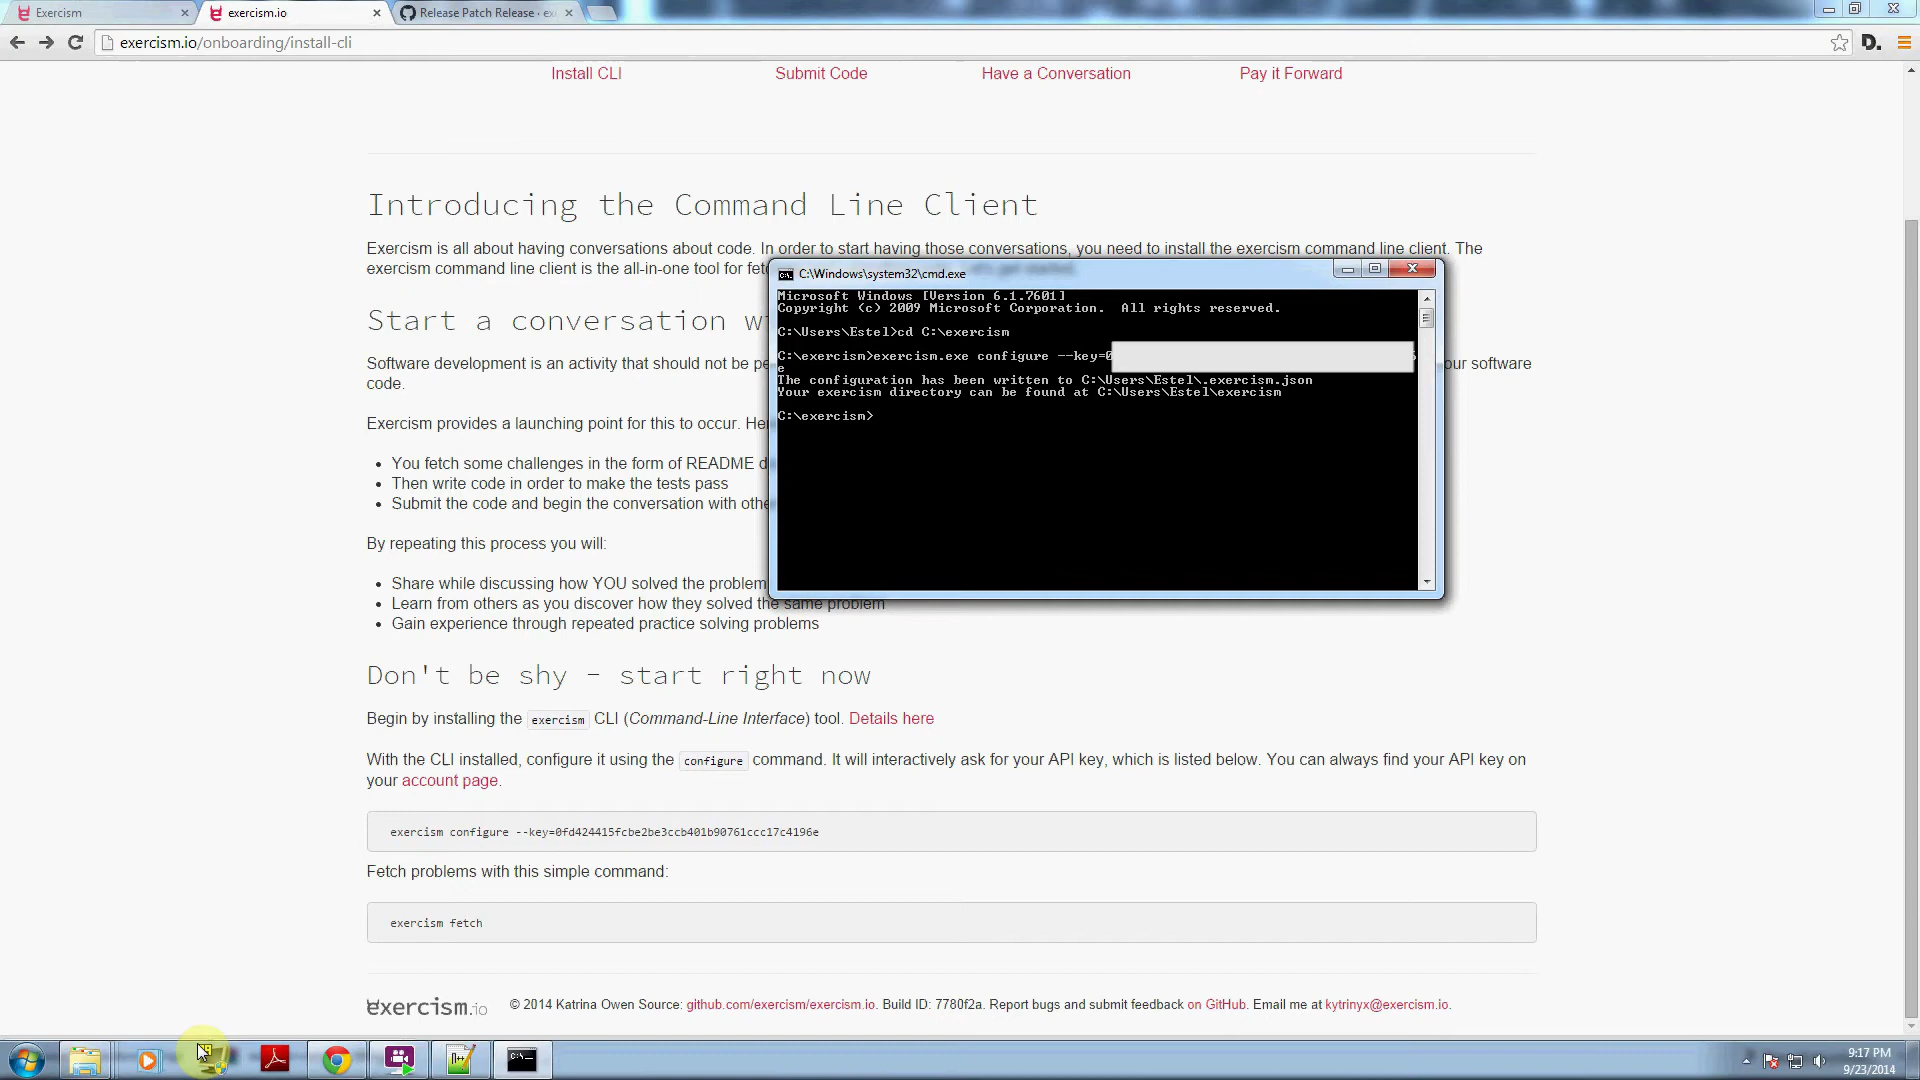 Exercism
exercism.io
Release Patch Release · ex
exercism.io/onboarding/install-cli
D.
Install CLI
Submit Code
Have a Conversation
Pay it Forward
Introducing the Command Line Client
Exercism is all about having conversations about code. In order to start having those conversations, you need to install the exercism command line client. The
exercism command line client is the all-in-one tool for fetc
Start a conversation w
Software development is an activity that should not be pe
our software
code.
Exercism provides a launching point for this to occur. He
You fetch some challenges in the form of README d
Then write code in order to make the tests pass
Submit the code and begin the conversation with othe
By repeating this process you will:
Share while discussing how YOU solved the problem
Learn from others as you discover how they solved the same problem
Gain experience through repeated practice solving problems
C:\Windows\system32\cmd.exe
Microsoft Windows [Version 6.1.7601]
Copyright (c) 2009 Microsoft Corporation. All rights reserved.
C:\Users\Estel>cd C:\exercism
C:\exercism>exercism.exe configure --key=0
e
The configuration has been written to C:\Users\Estel\.exercism.json
Your exercism directory can be found at C:\Users\Estel\exercism
C:\exercism>
Don't be shy - start right now
Begin by installing the exercism CLI (Command-Line Interface) tool. Details here
With the CLI installed, configure it using the configure command. It will interactively ask for your API key, which is listed below. You can always find your API key on
your account page.
exercism configure --key=0fd424415fcbe2be3ccb401b90761ccc17c4196e
Fetch problems with this simple command:
exercism fetch
exercism.io
© 2014 Katrina Owen Source: github.com/exercism/exercism.io. Build ID: 7780f2a. Report bugs and submit feedback on GitHub. Email me at kytrinyx@exercism.io.
9:17 PM
9/23/2014